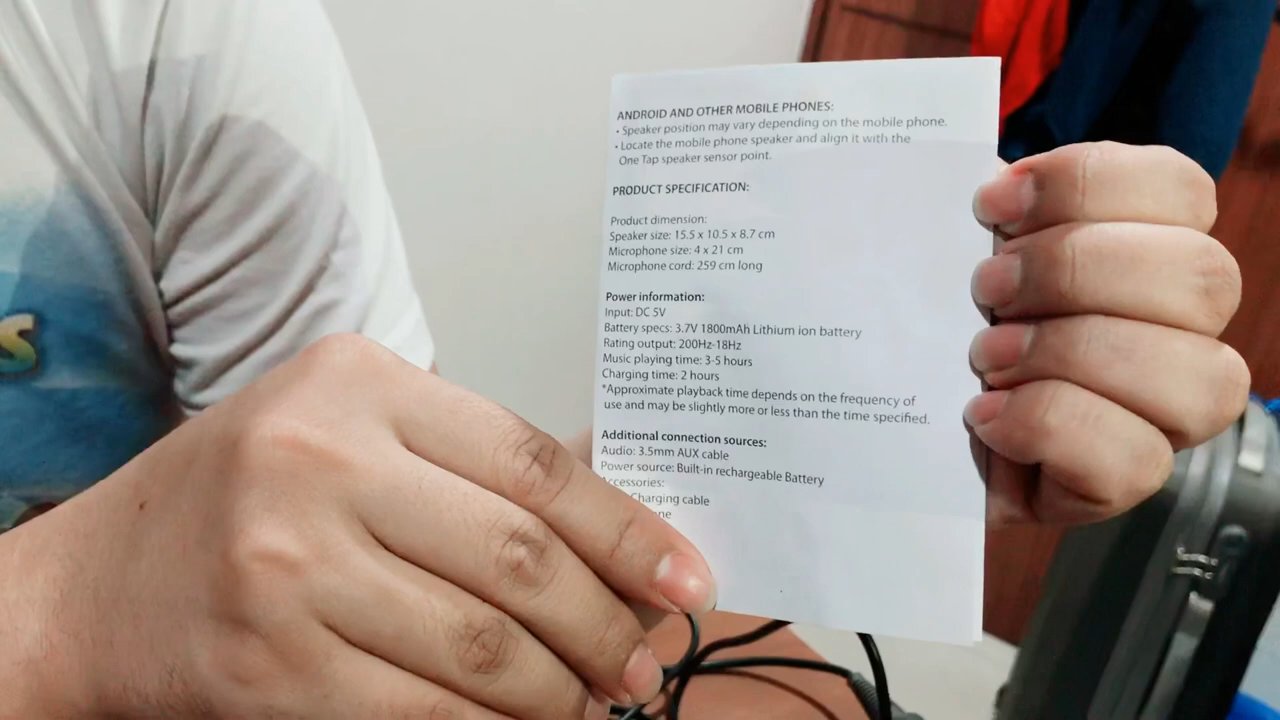 ANDROID AND OTHER MOBILE PHONES:
• Speaker position may vary depending on the mobile phone.
• Locate the mobile phone speaker and align it with the
One Tap speaker sensor point.
PRODUCT SPECIFICATION:
Product dimension:
Speaker size: 15.5 x 10.5 x 8.7 cm
Microphone size: 4 x 21 cm
Microphone cord: 259 cm long
Power information:
Input: DC 5V
Battery specs: 3.7V 1800mAh Lithium ion battery
Rating output: 200Hz-18Hz
Music playing time: 3-5 hours
Charging time: 2 hours
*Approximate playback time depends on the frequency of
use and may be slightly more or less than the time specified.
Additional connection sources:
Audio: 3.5mm AUX cable
Power source: Built-in rechargeable Battery
Charging cable